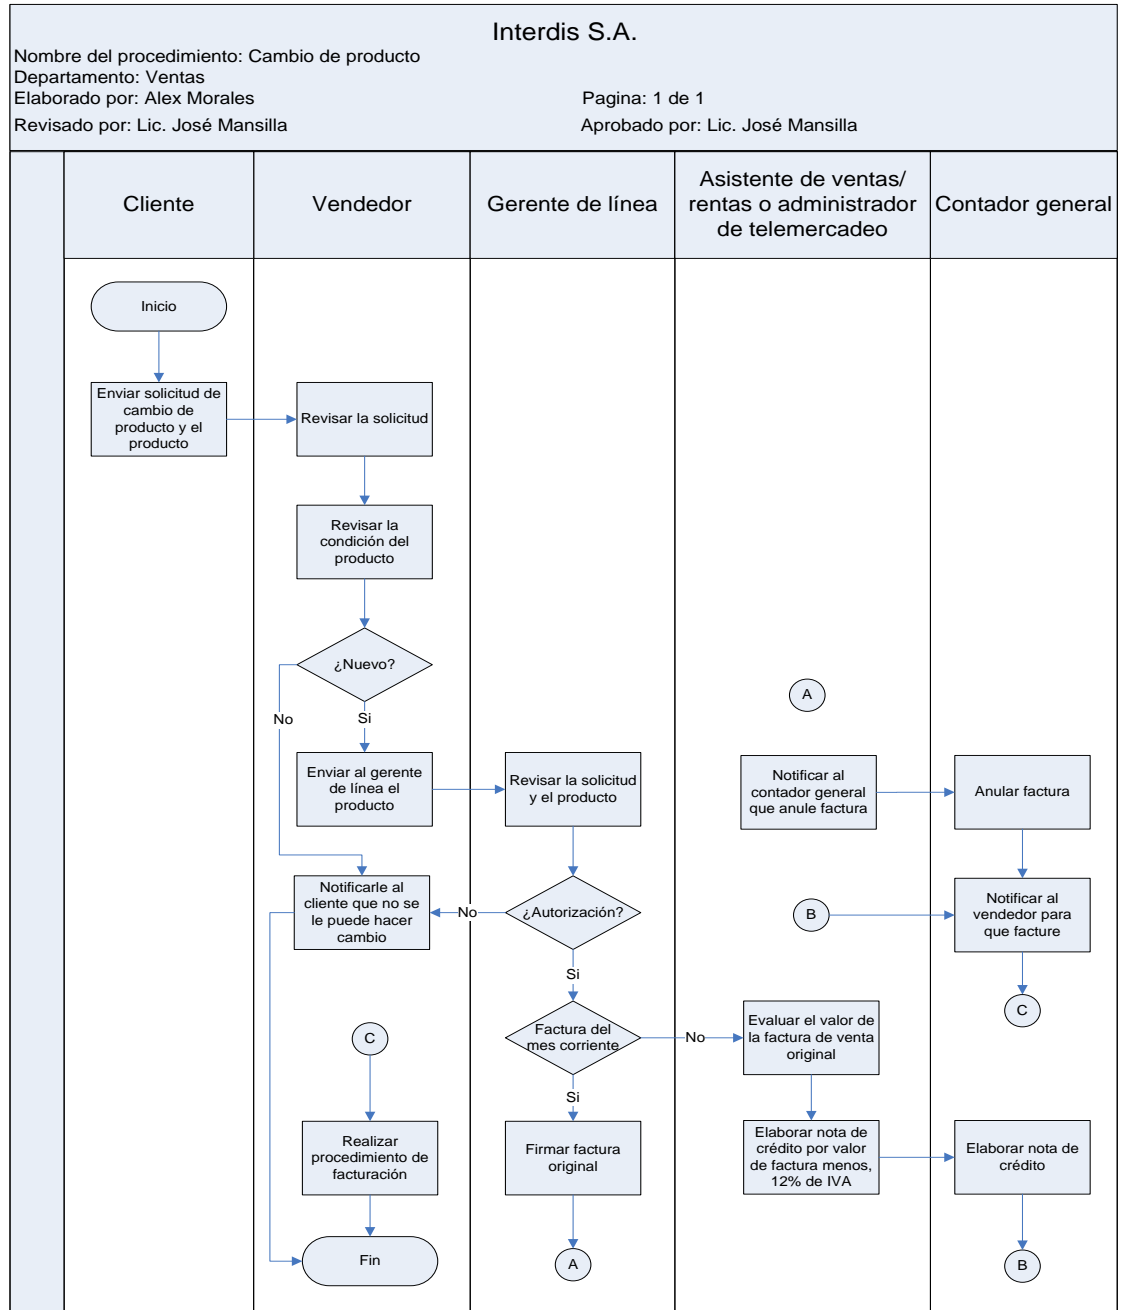 Interdis S.A.
Nombre del procedimiento: Cambio de producto
Departamento: Ventas
Elaborado por: Alex Morales
Pagina: 1 de 1
Revisado por: Lic. José Mansilla
Aprobado por: Lic. José Mansilla
Cliente
Vendedor
Gerente de línea
Asistente de ventas/
rentas o administrador
de telemercadeo
Contador general
Inicio
Enviar solicitud de
cambio de
producto y el
producto
Revisar la solicitud
Revisar la
condición del
producto
¿Nuevo?
No
Si
A
Enviar al gerente
de línea el
producto
Revisar la solicitud
y el producto
Notificar al
contador general
que anule factura
Anular factura
Notificarle al
cliente que no se
le puede hacer
cambio
No
¿Autorización?
B
Notificar al
vendedor para
que facture
Si
C
C
Factura del
mes corriente
No
Evaluar el valor de
la factura de venta
original
Si
Realizar
procedimiento de
facturación
Firmar factura
original
Elaborar nota de
crédito por valor
de factura menos,
12% de IVA
Elaborar nota de
crédito
Fin
A
B